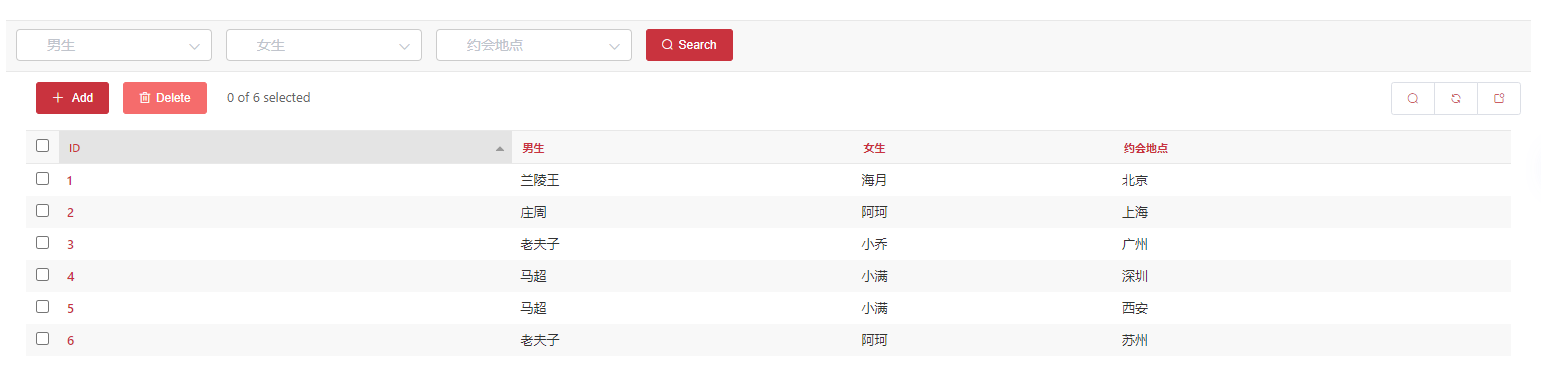 男生 女生 约会地点 Search
Add Delete 0 of 6 selected
ID 男生 女生 约会地点
1 兰陵王 海月 北京
2 庄周 阿珂 上海
3 老夫子 小乔 广州
4 马超 小满 深圳
5 马超 小满 西安
6 老夫子 阿珂 苏州